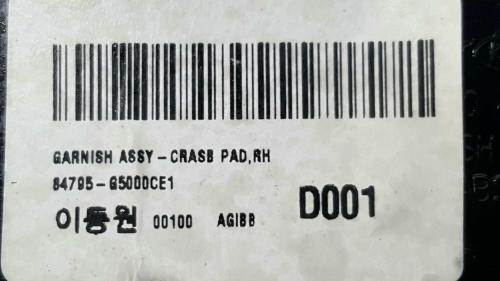 GARNISH ASSY-CRASB PAD,RH
84795-G5000CE1
이동원 00100 AGIBB D001